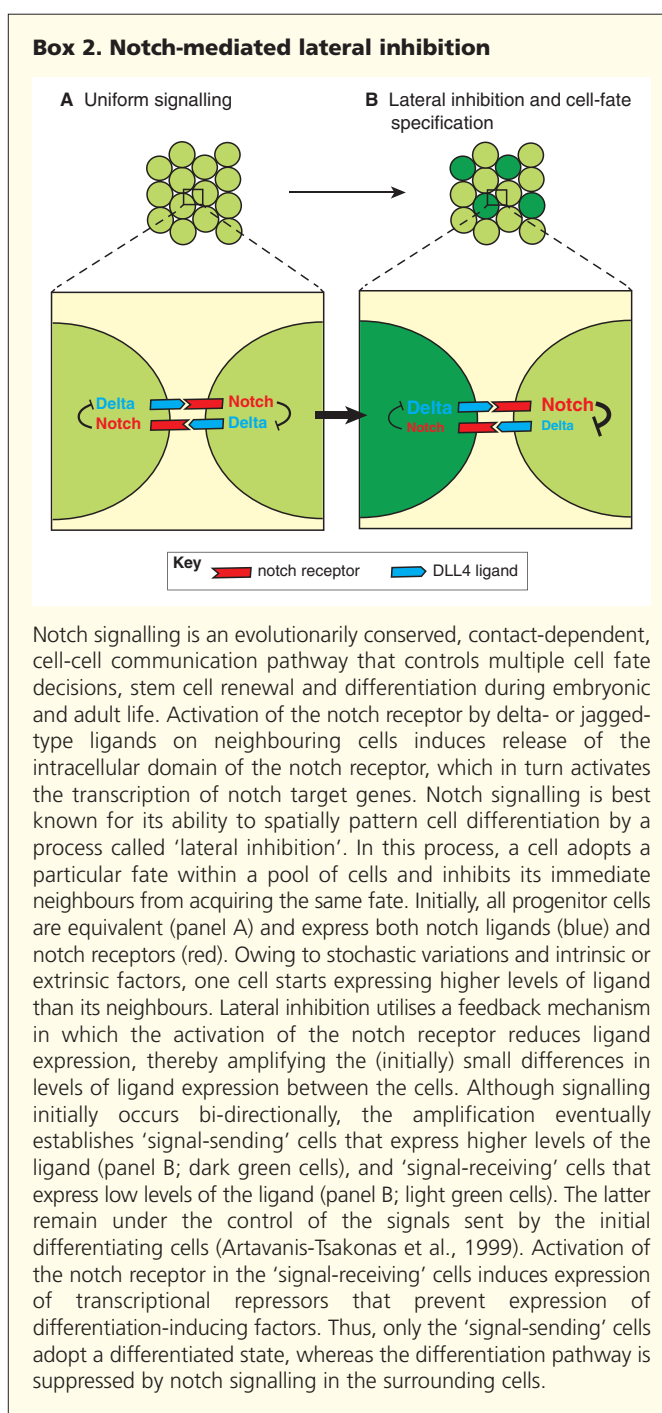 Box 2. Notch-mediated lateral inhibition
A Uniform signalling
B Lateral inhibition and cell-fate
specification
Delta
Notch
Notch
Delta
Delta
Notch
Notch
Delta
Key
notch receptor
DLL4 ligand
Notch signalling is an evolutionarily conserved, contact-dependent,
cell-cell communication pathway that controls multiple cell fate
decisions, stem cell renewal and differentiation during embryonic
and adult life. Activation of the notch receptor by delta- or jagged-
type ligands on neighbouring cells induces release of the
intracellular domain of the notch receptor, which in turn activates
the transcription of notch target genes. Notch signalling is best
known for its ability to spatially pattern cell differentiation by a
process called ‘lateral inhibition’. In this process, a cell adopts a
particular fate within a pool of cells and inhibits its immediate
neighbours from acquiring the same fate. Initially, all progenitor cells
are equivalent (panel A) and express both notch ligands (blue) and
notch receptors (red). Owing to stochastic variations and intrinsic or
extrinsic factors, one cell starts expressing higher levels of ligand
than its neighbours. Lateral inhibition utilises a feedback mechanism
in which the activation of the notch receptor reduces ligand
expression, thereby amplifying the (initially) small differences in
levels of ligand expression between the cells. Although signalling
initially occurs bi-directionally, the amplification eventually
establishes ‘signal-sending’ cells that express higher levels of the
ligand (panel B; dark green cells), and ‘signal-receiving’ cells that
express low levels of the ligand (panel B; light green cells). The latter
remain under the control of the signals sent by the initial
differentiating cells (Artavanis-Tsakonas et al., 1999). Activation of
the notch receptor in the ‘signal-receiving’ cells induces expression
of transcriptional repressors that prevent expression of
differentiation-inducing factors. Thus, only the ‘signal-sending’ cells
adopt a differentiated state, whereas the differentiation pathway is
suppressed by notch signalling in the surrounding cells.